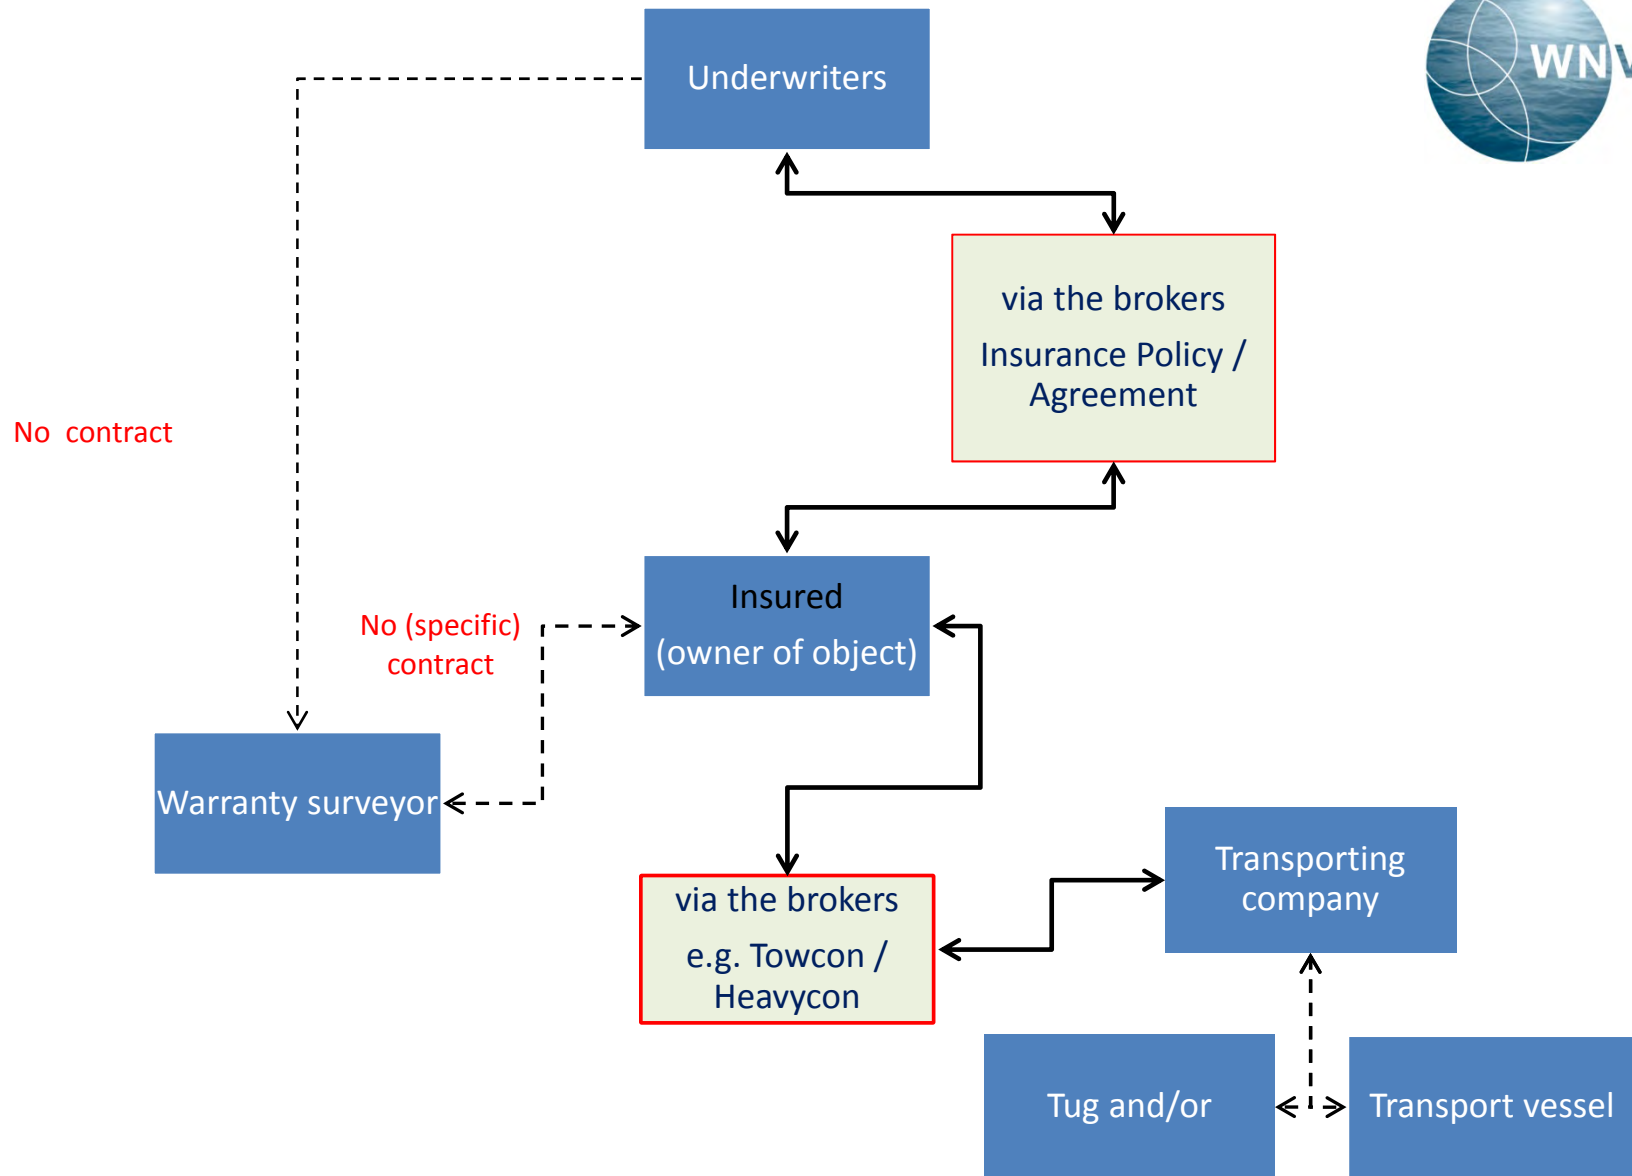 Underwriters
WNV
via the brokers
Insurance Policy /
Agreement
No contract
Insured
(owner of object)
No (specific)
contract
Warranty surveyor
via the brokers
e.g. Towcon /
Heavycon
Transporting
company
Tug and/or
Transport vessel